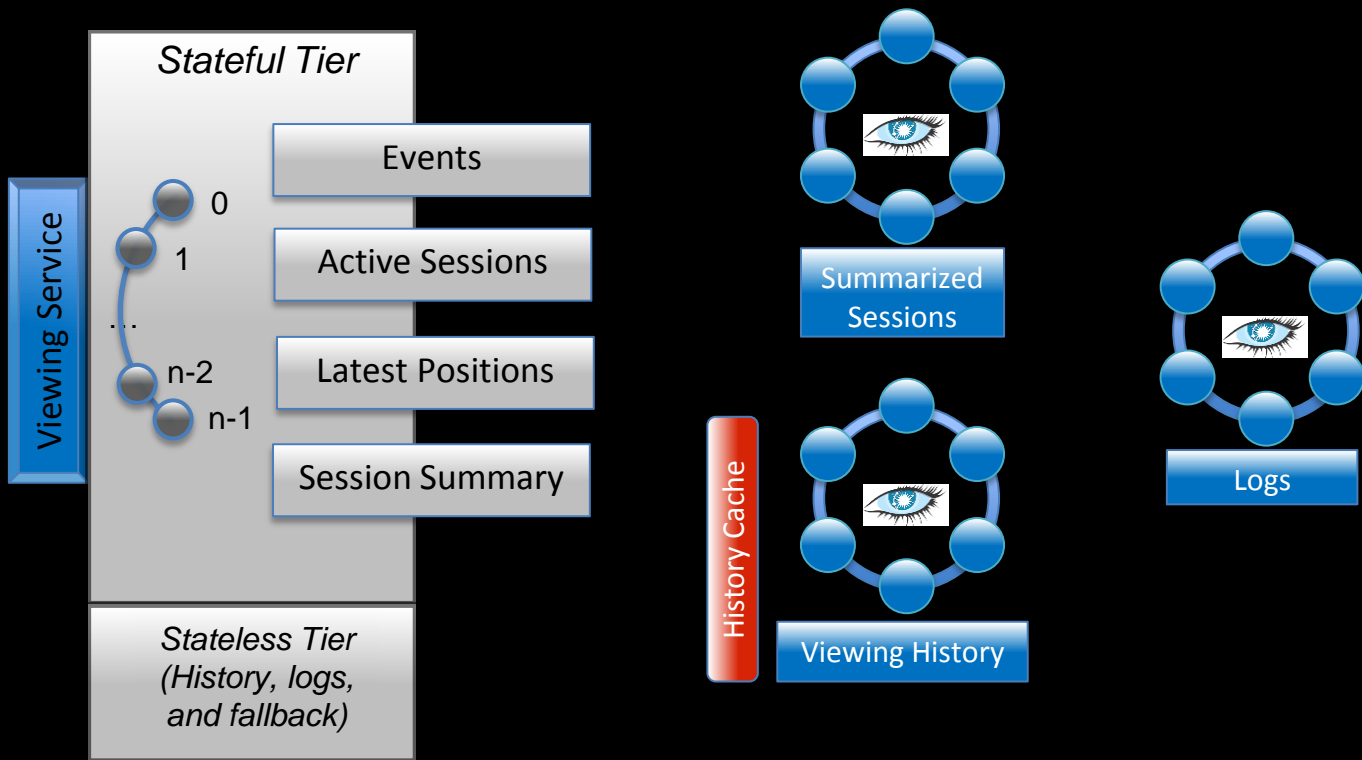 Stateful Tier
Viewing Service
0
1
...
n-2
n-1
Events
Active Sessions
Latest Positions
Session Summary
Stateless Tier
(History, logs,
and fallback)
Summarized
Sessions
History Cache
Viewing History
Logs